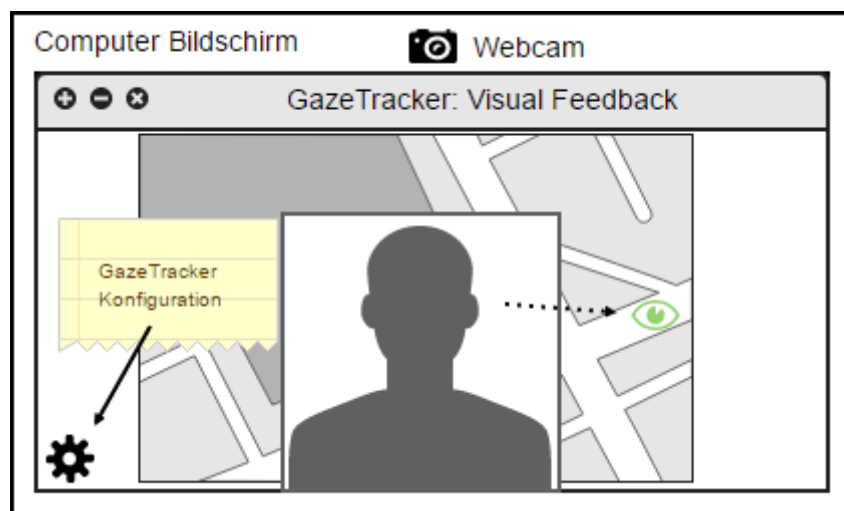 Computer Bildschirm
Webcam
GazeTracker: Visual Feedback
GazeTracker
Konfiguration